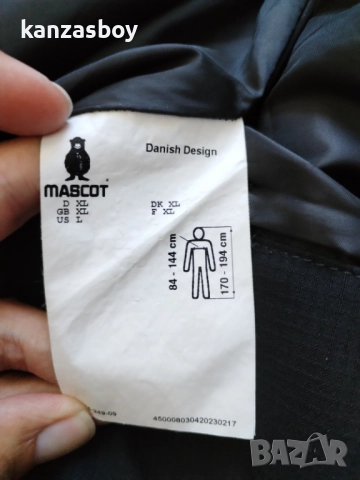 kanzasboy
Danish Design
MASCOT
D XL DK XL
GB XL F XL
US L
84 - 144 cm
170 - 194 cm
450008030420230217
BAZAR